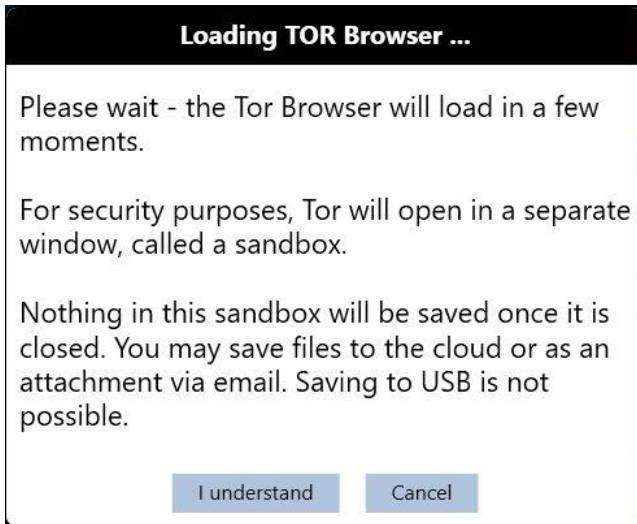 Loading TOR Browser ...
Please wait - the Tor Browser will load in a few
moments.
For security purposes, Tor will open in a separate
window, called a sandbox.
Nothing in this sandbox will be saved once it is
closed. You may save files to the cloud or as an
attachment via email. Saving to USB is not
possible.
I understand
Cancel